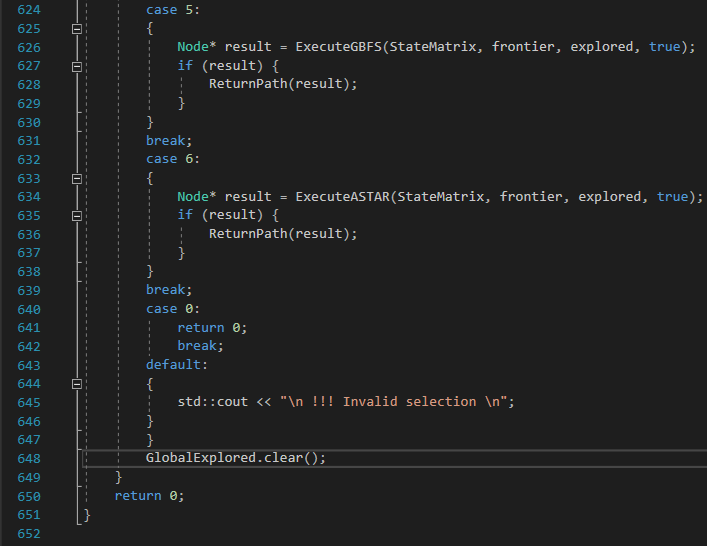 624 case 5:
625 {
626 Node* result = ExecuteGBFS(StateMatrix, frontier, explored, true);
627 if (result) {
628 ReturnPath(result);
629 }
630 }
631 break;
632 case 6:
633 {
634 Node* result = ExecuteASTAR(StateMatrix, frontier, explored, true);
635 if (result) {
636 ReturnPath(result);
637 }
638 }
639 break;
640 case 0:
641 return 0;
642 break;
643 default:
644 {
645 std::cout << "\n !!! Invalid selection \n";
646 }
647 }
648 GlobalExplored.clear();
649 }
650 return 0;
651 }
652